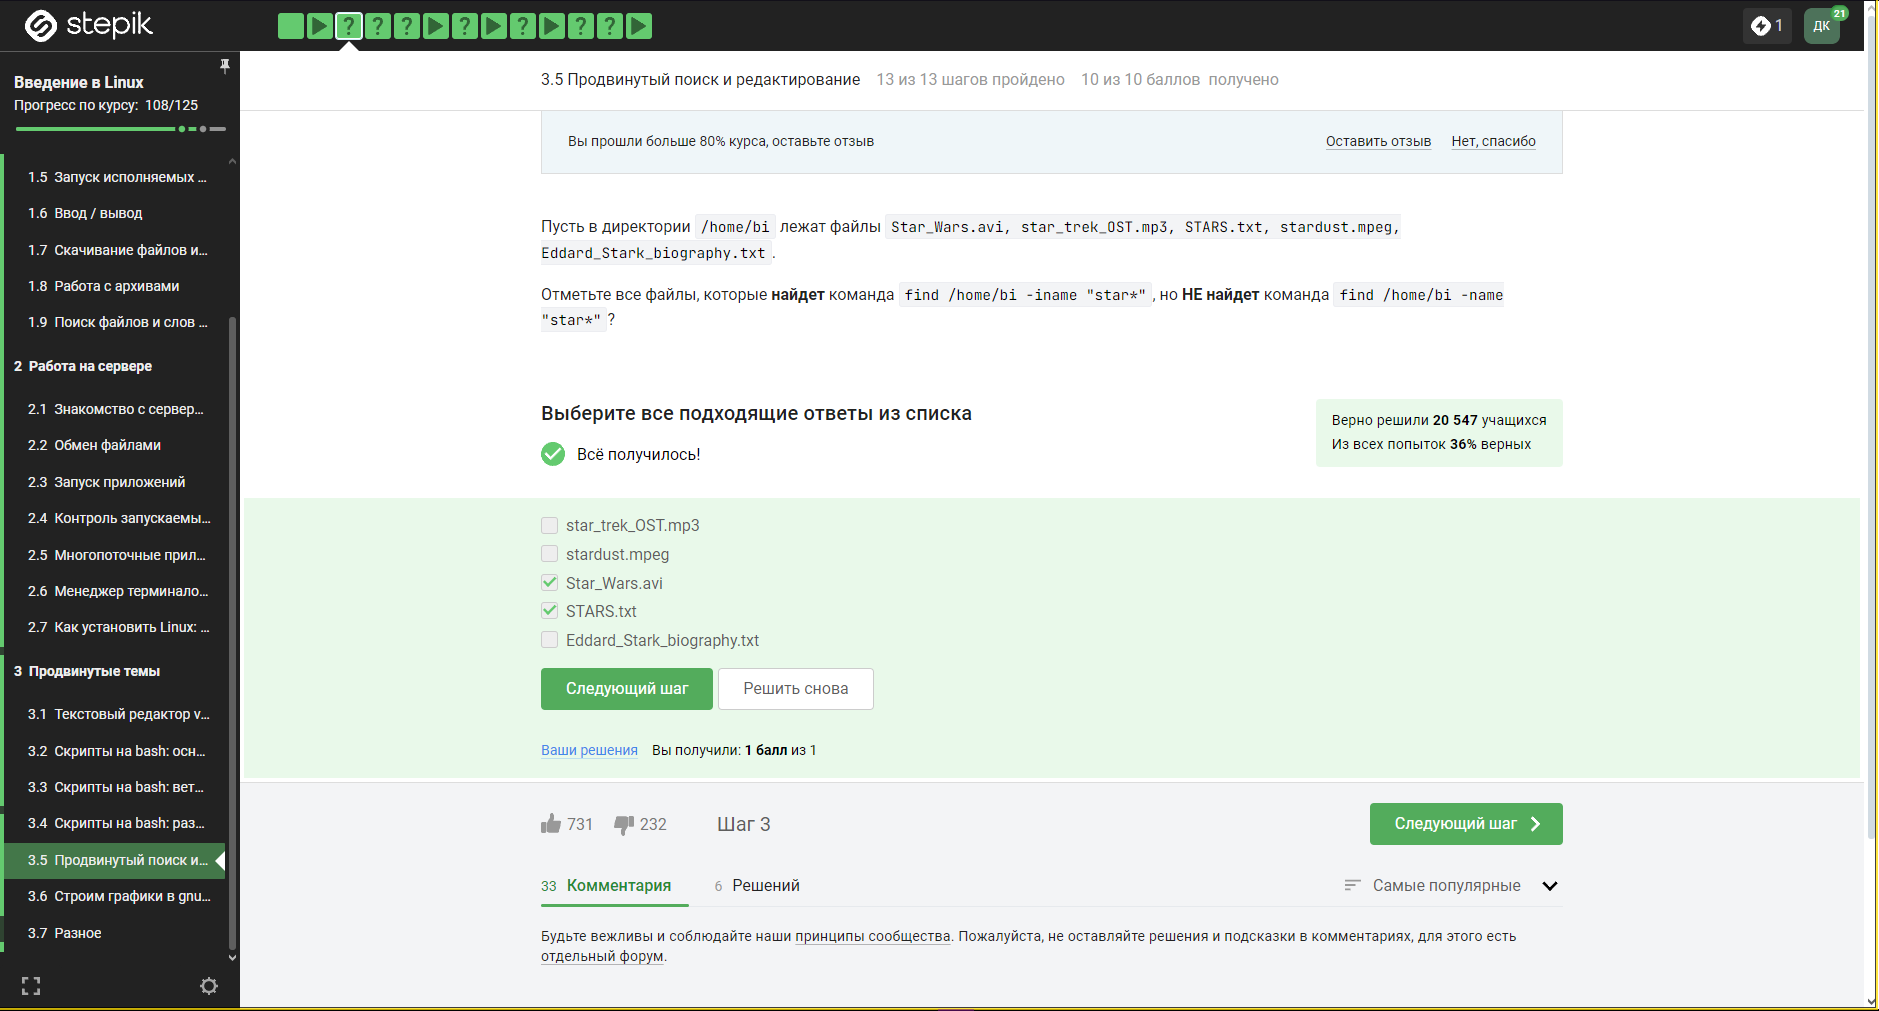 stepik
1
ДК
21
Введение в Linux
Прогресс по курсу: 108/125
1.5 Запуск исполняемых ...
1.6 Ввод / вывод
1.7 Скачивание файлов и...
1.8 Работа с архивами
1.9 Поиск файлов и слов ...
2 Работа на сервере
2.1 Знакомство с сервер...
2.2 Обмен файлами
2.3 Запуск приложений
2.4 Контроль запускаемы...
2.5 Многопоточные прил...
2.6 Менеджер терминало...
2.7 Как установить Linux: ...
3 Продвинутые темы
3.1 Текстовый редактор v...
3.2 Скрипты на bash: осн...
3.3 Скрипты на bash: вет...
3.4 Скрипты на bash: раз...
3.5 Продвинутый поиск и...
3.6 Строим графики в gnu...
3.7 Разное
3.5 Продвинутый поиск и редактирование 13 из 13 шагов пройдено 10 из 10 баллов получено
Вы прошли больше 80% курса, оставьте отзыв Оставить отзыв Нет, спасибо
Пусть в директории /home/bi лежат файлы Star_Wars.avi, star_trek_OST.mp3, STARS.txt, stardust.mpeg,
Eddard_Stark_biography.txt.
Отметьте все файлы, которые найдет команда find /home/bi -iname "star*", но НЕ найдет команда find /home/bi -name
"star*"?
Выберите все подходящие ответы из списка
Всё получилось!
Верно решили 20 547 учащихся
Из всех попыток 36% верных
star_trek_OST.mp3
stardust.mpeg
Star_Wars.avi
STARS.txt
Eddard_Stark_biography.txt
Следующий шаг Решить снова
Ваши решения Вы получили: 1 балл из 1
731 232 Шаг 3 Следующий шаг
33 Комментария 6 Решений Самые популярные
Будьте вежливы и соблюдайте наши принципы сообщества. Пожалуйста, не оставляйте решения и подсказки в комментариях, для этого есть
отдельный форум.